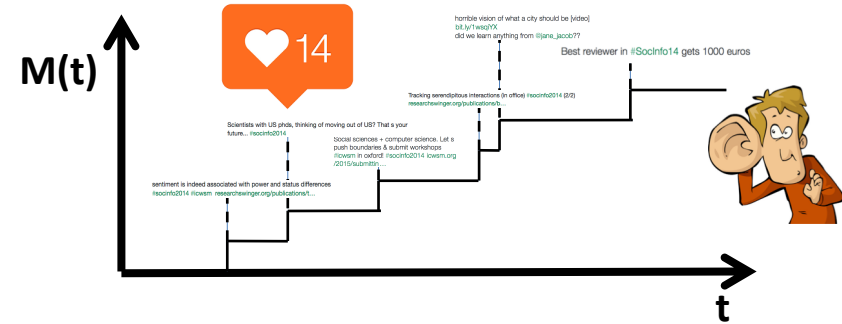 M(t)
14
horrible vision of what a city should be [video]
bit.ly/1wsqiYX
did we learn anything from @jane_jacob??
Best reviewer in #SocInfo14 gets 1000 euros
Tracking serendipitous interactions (in office) #socinfo2014 (2/2)
researchswinger.org/publications/b...
Scientists with US phds, thinking of moving out of US? That s your
future... #socinfo2014
Social sciences + computer science. Let s
push boundaries & submit workshops
#icwsm in oxford! #socinfo2014 icwsm.org
/2015/submittin...
sentiment is indeed associated with power and status differences
#socinfo2014 #icwsm researchswinger.org/publications/t...
t